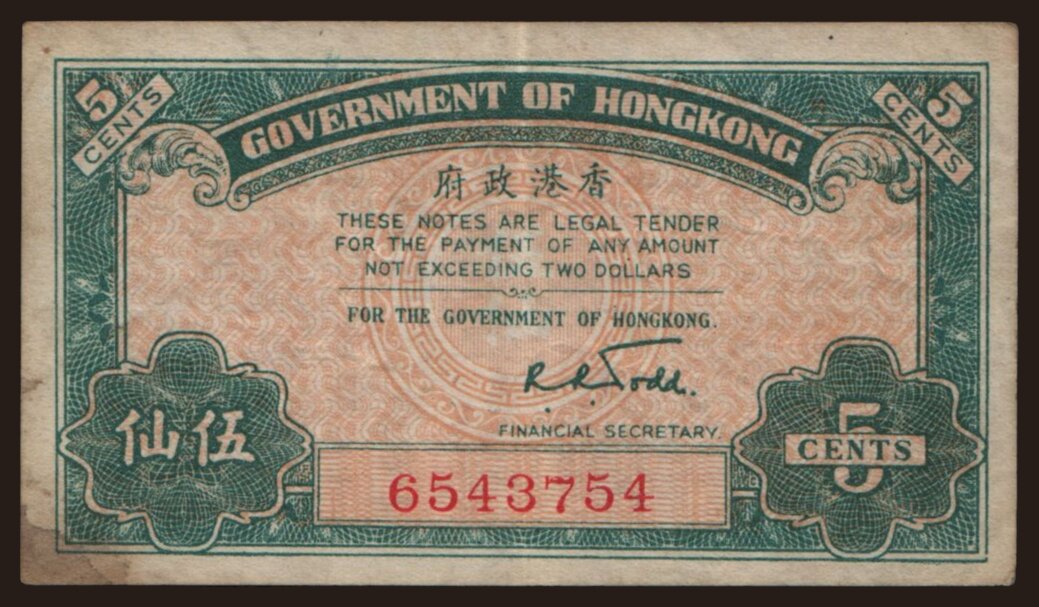 5 CENTS
GOVERNMENT OF HONGKONG
5 CENTS
府政港香
THESE NOTES ARE LEGAL TENDER
FOR THE PAYMENT OF ANY AMOUNT
NOT EXCEEDING TWO DOLLARS
FOR THE GOVERNMENT OF HONGKONG.
R. R. Todd.
FINANCIAL SECRETARY.
仙伍
5 CENTS
6543754